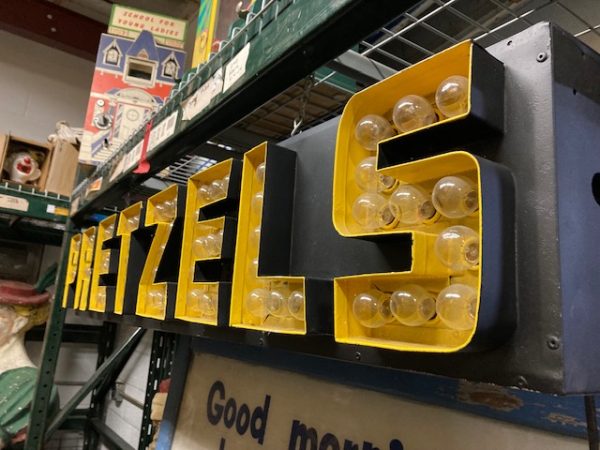 SCHOOL FOR
YOUNG LADIES
PRETZELS
Good morni